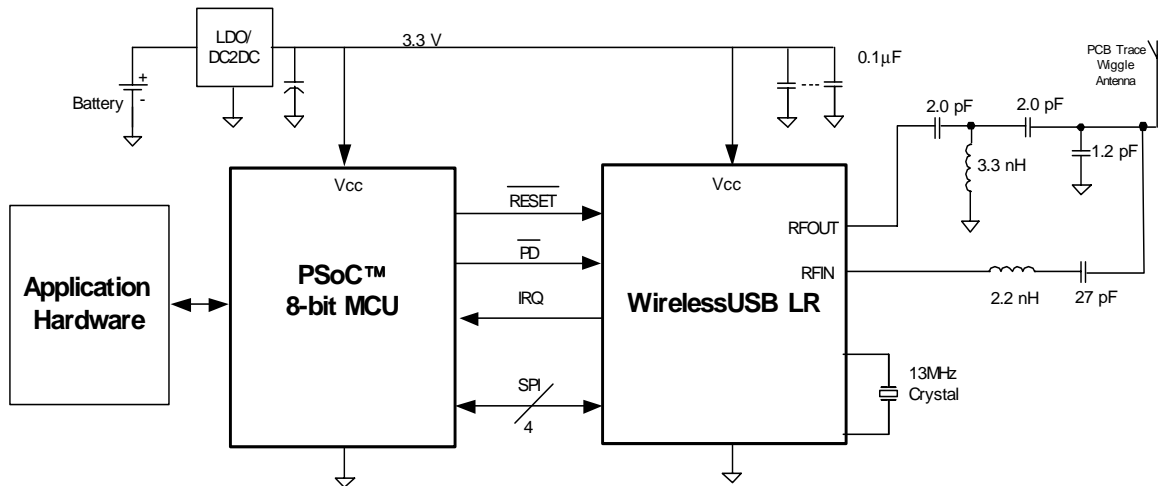 LDO/
DC2DC
3.3 V
0.1µF
PCB Trace
Wiggle
Antenna
+
-
Battery
2.0 pF
2.0 pF
1.2 pF
3.3 nH
Vcc
Vcc
RESET
RFOUT
PD
PSoC™
8-bit MCU
Application
Hardware
IRQ
WirelessUSB LR
RFIN
2.2 nH
27 pF
SPI
4
13MHz
Crystal